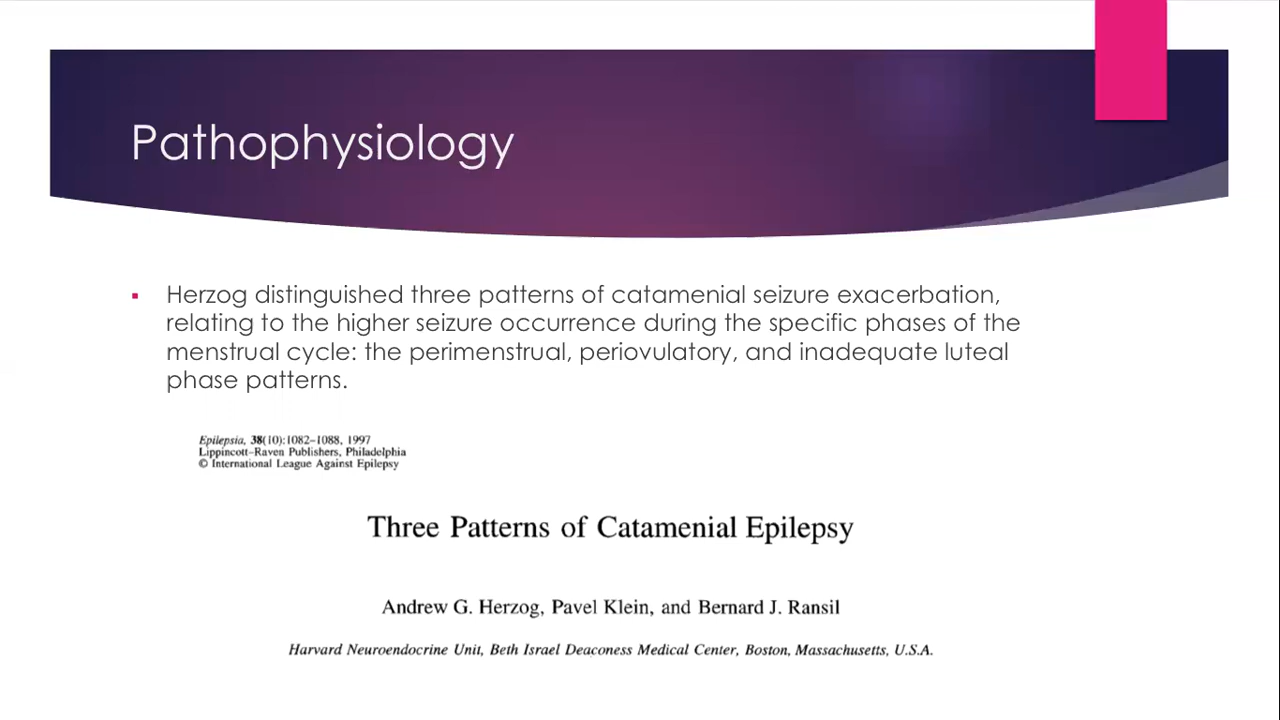 Pathophysiology
Herzog distinguished three patterns of catamenial seizure exacerbation,
relating to the higher seizure occurrence during the specific phases of the
menstrual cycle: the perimenstrual, periovulatory, and inadequate luteal
phase patterns.
Epilepsia, 38(10):1082–1088, 1997
Lippincott–Raven Publishers, Philadelphia
© International League Against Epilepsy
Three Patterns of Catamenial Epilepsy
Andrew G. Herzog, Pavel Klein, and Bernard J. Ransil
Harvard Neuroendocrine Unit, Beth Israel Deaconess Medical Center, Boston, Massachusetts, U.S.A.